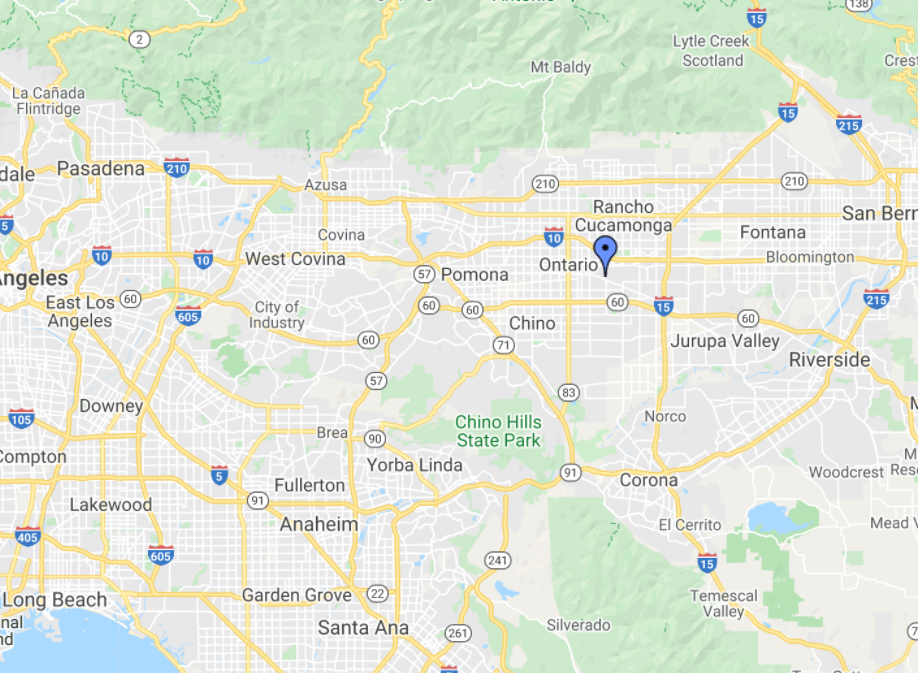 15
138
2
Lytle Creek
Scotland
Mt Baldy
La Cañada
Flintridge
15
215
210
Pasadena
210
210
Azusa
Rancho
Cucamonga
San Bern
5
Covina
10
Fontana
10
10
West Covina
Ontario
Bloomington
57
Pomona
Angeles
East Los
Angeles
60
City of
Industry
60
60
60
15
60
215
605
Chino
60
71
Jurupa Valley
Riverside
57
83
Downey
105
Norco
Chino Hills
State Park
Brea
90
Compton
Yorba Linda
5
91
Corona
Woodcrest
Fullerton
91
Lakewood
Anaheim
El Cerrito
Mead V
405
605
241
15
Long Beach
Garden Grove
22
Temescal
Valley
Santa Ana
261
Silverado